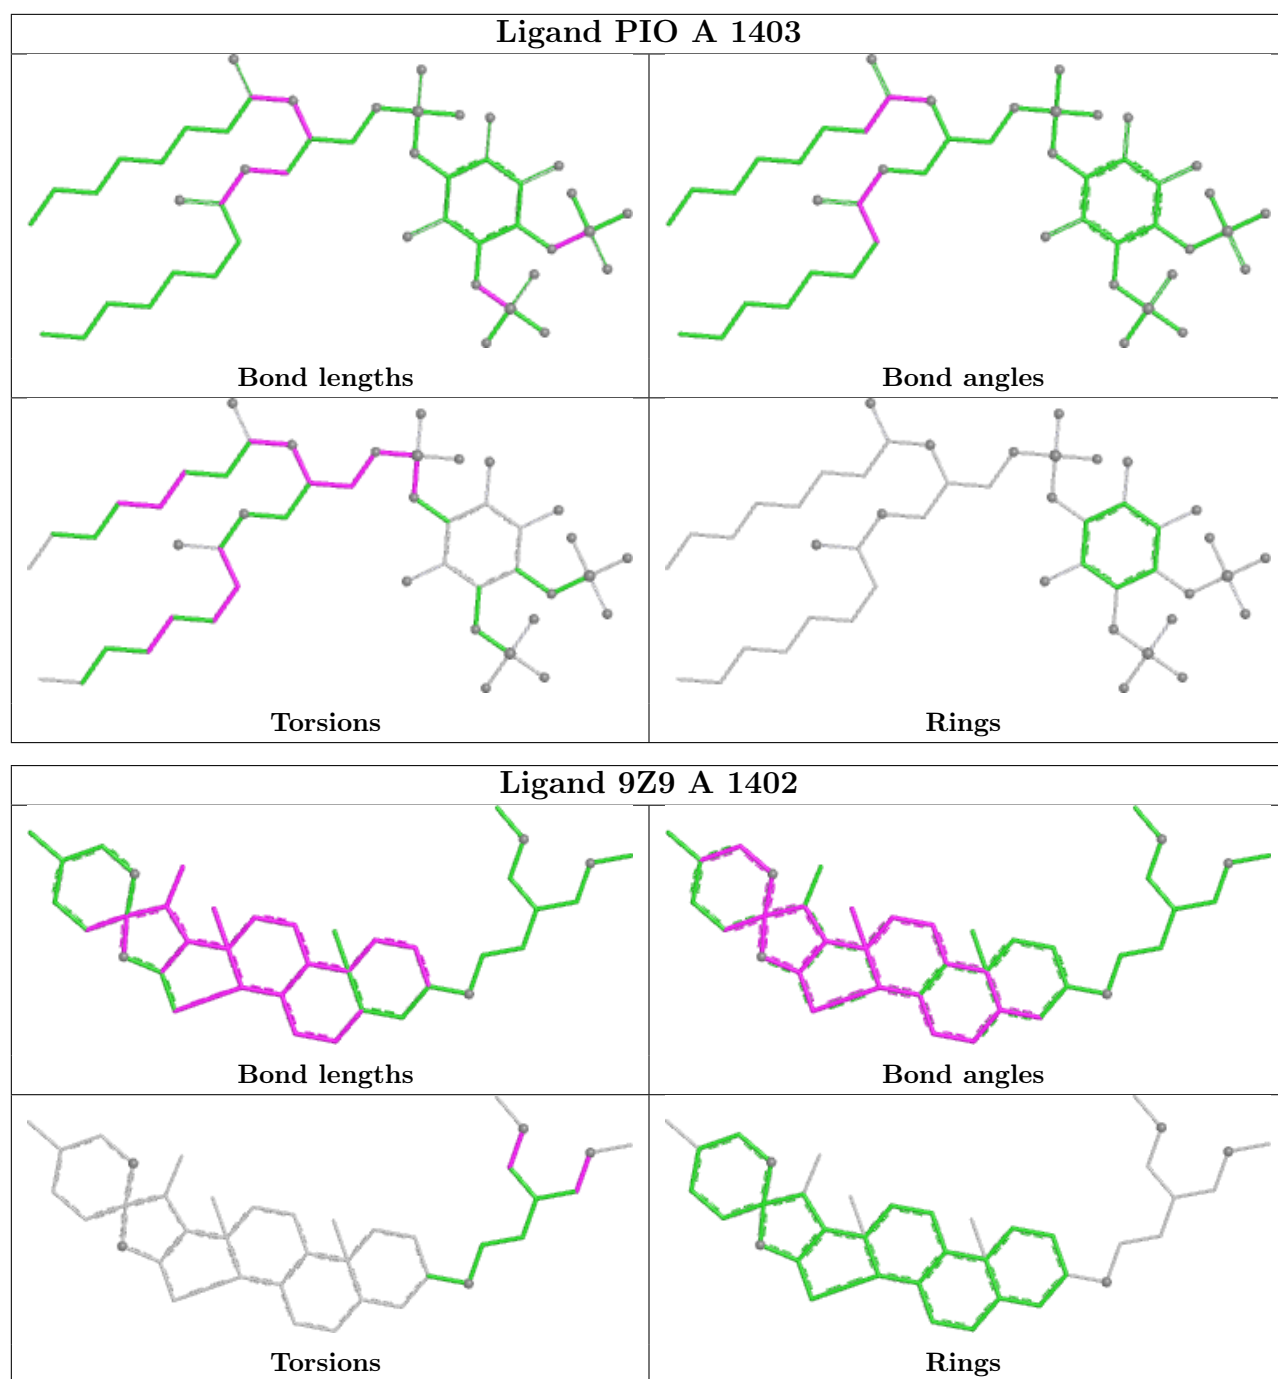 Ligand PIO A 1403
Bond lengths
Bond angles
Torsions
Rings
Ligand 9Z9 A 1402
Bond lengths
Bond angles
Torsions
Rings